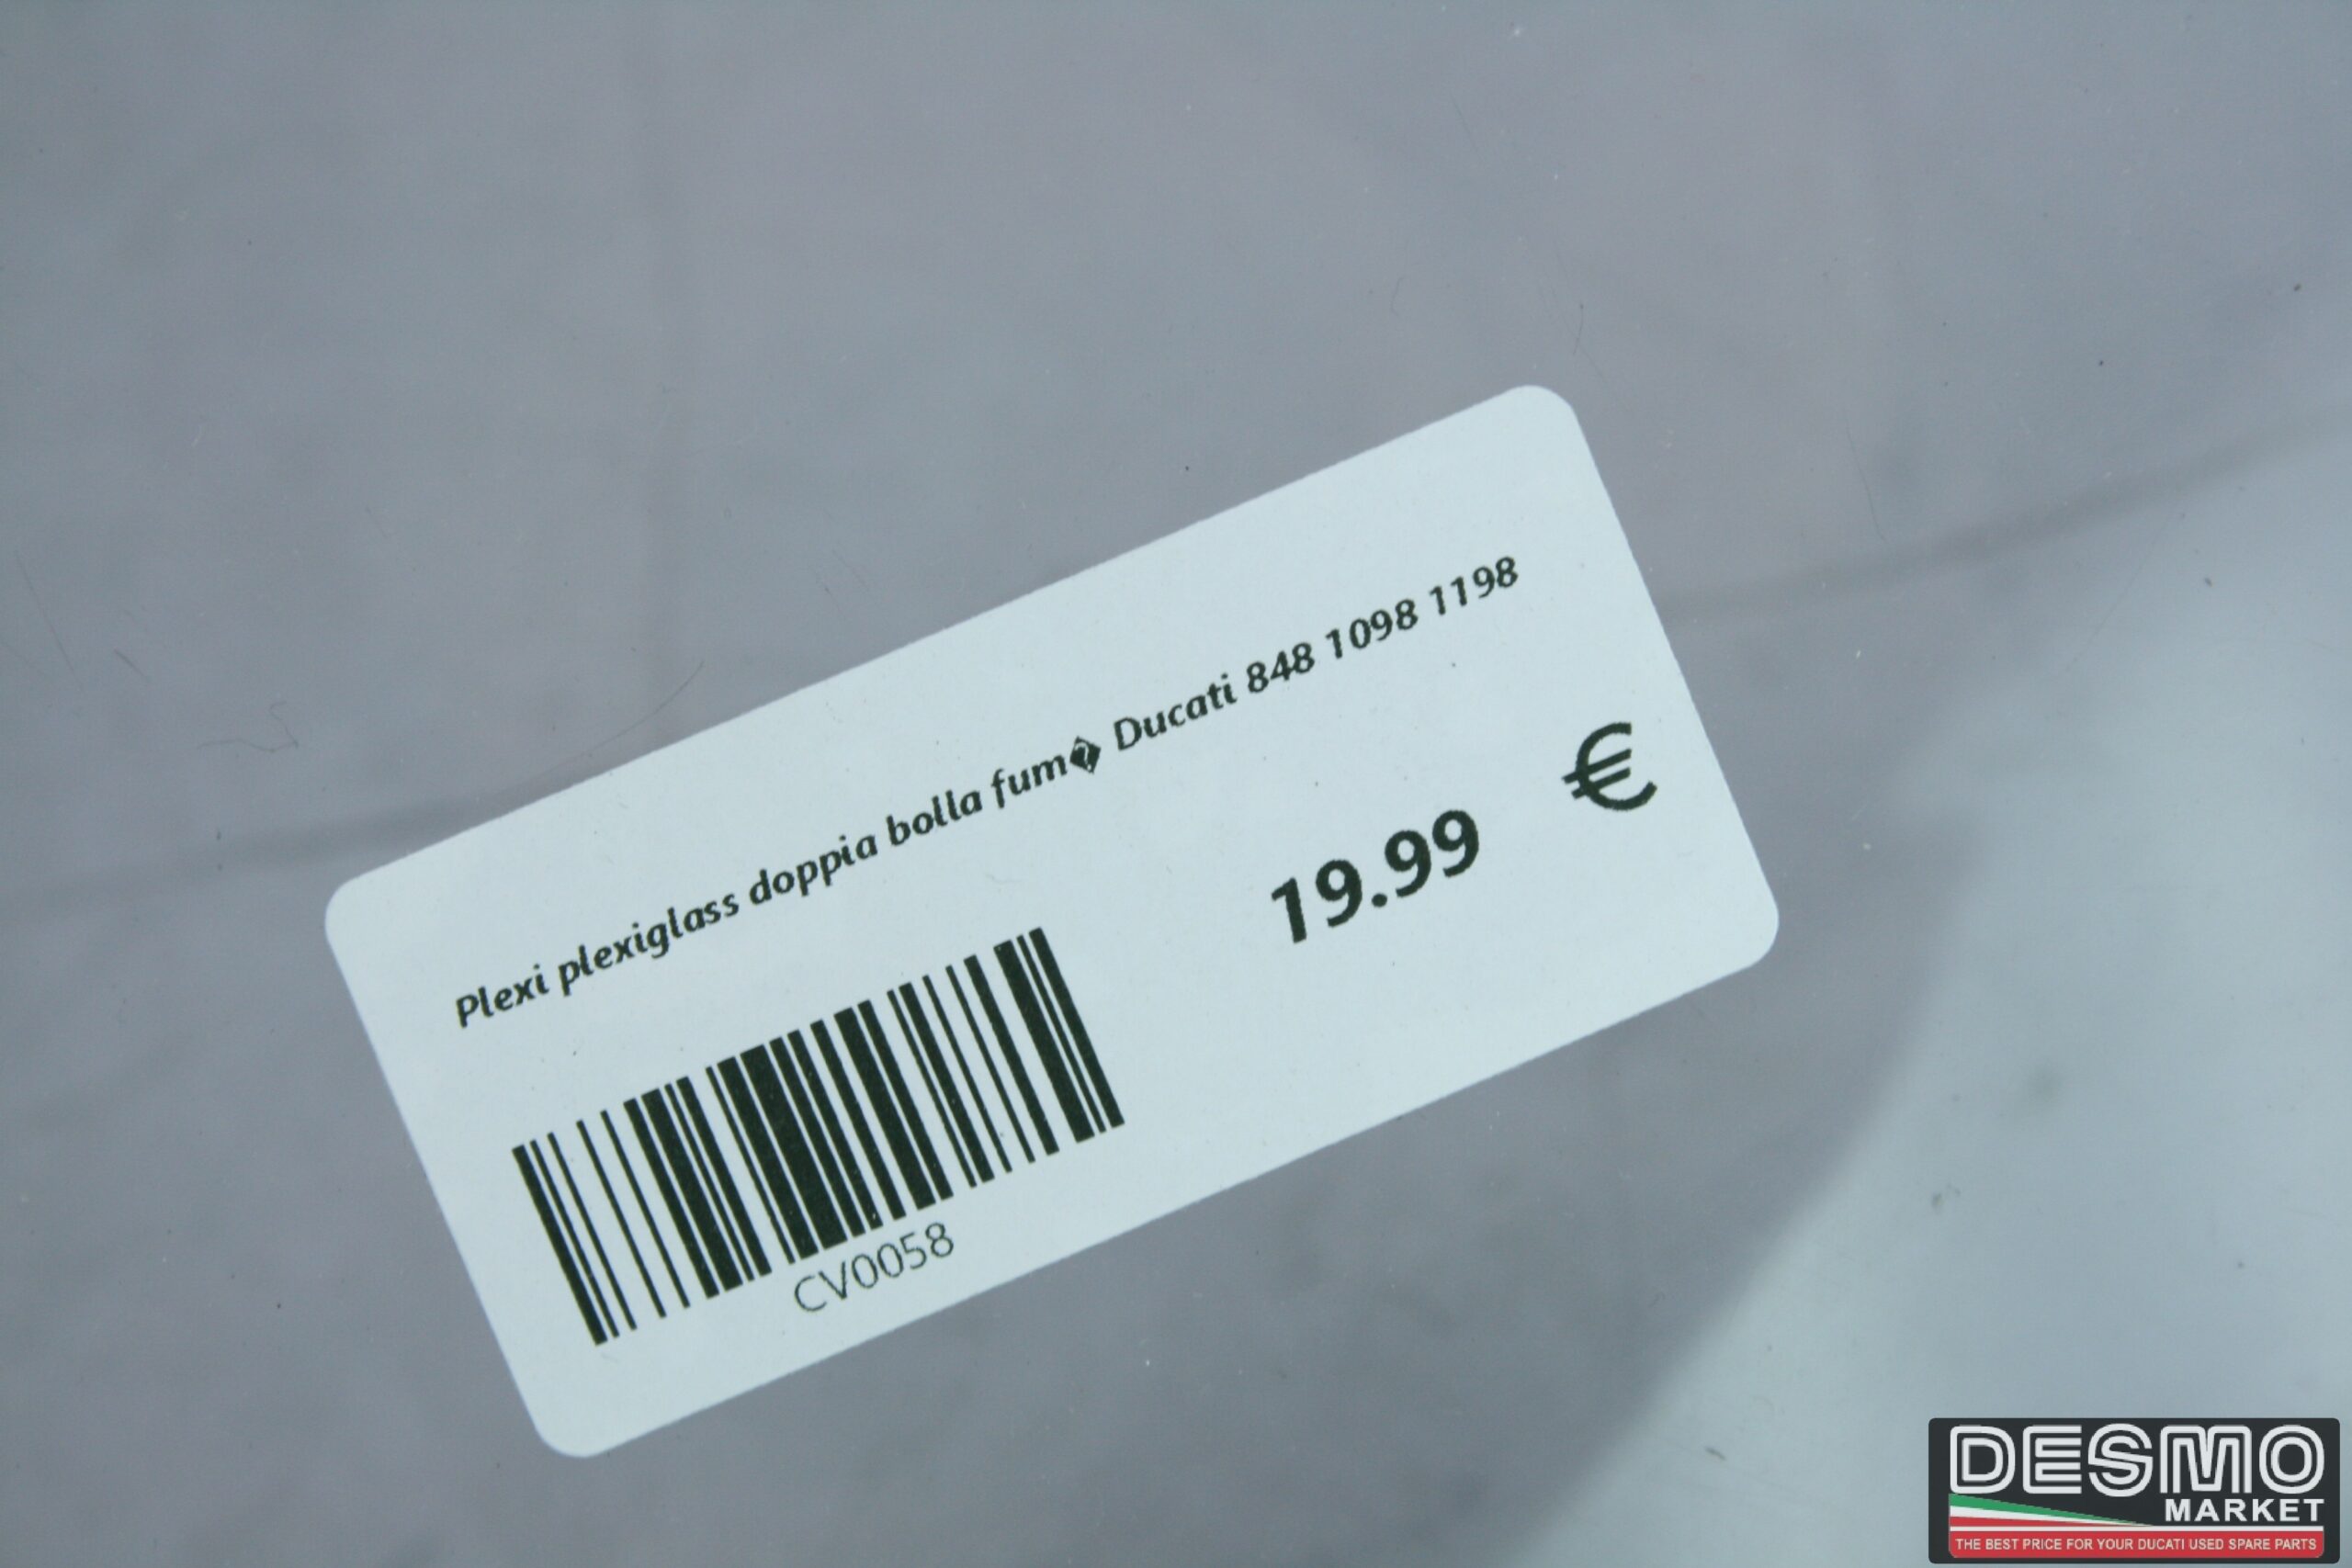 Plexi plexiglass doppia bolla fum� Ducati 848 1098 1198
19.99 €
CV0058
DESMO
MARKET
THE BEST PRICE FOR YOUR DUCATI USED SPARE PARTS